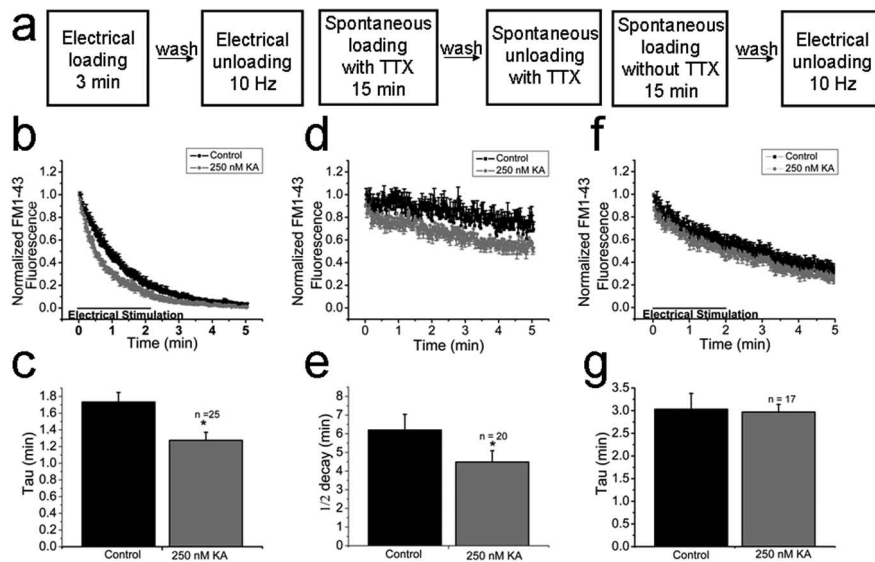 a
Electrical
loading
3 min
wash
Electrical
unloading
10 Hz
Spontaneous
loading
with TTX
15 min
wash
Spontaneous
unloading
with TTX
Spontaneous
loading
without TTX
15 min
wash
Electrical
unloading
10 Hz
b
Control
250 nM KA
Normalized FM1-43
Fluorescence
1.0
0.8
0.6
0.4
0.2
0.0
Electrical Stimulation
0 1 2 3 4 5
Time (min)
d
Control
250 nM KA
Normalized FM1-43
Fluorescence
1.2
1.0
0.8
0.6
0.4
0.2
0.0
0 1 2 3 4 5
Time (min)
f
Control
250 nM KA
Normalized FM1-43
Fluorescence
1.2
1.0
0.8
0.6
0.4
0.2
0.0
Electrical Stimulation
0 1 2 3 4 5
Time (min)
c
Tau (min)
1.8
1.6
1.4
1.2
1.0
0.8
0.6
0.4
0.2
0.0
n =25
*
Control 250 nM KA
e
1/2 decay (min)
8
7
6
5
4
3
2
1
0
n = 20
*
Control 250 nM KA
g
Tau (min)
3.5
3.0
2.5
2.0
1.5
1.0
0.5
0.0
n = 17
Control 250 nM KA